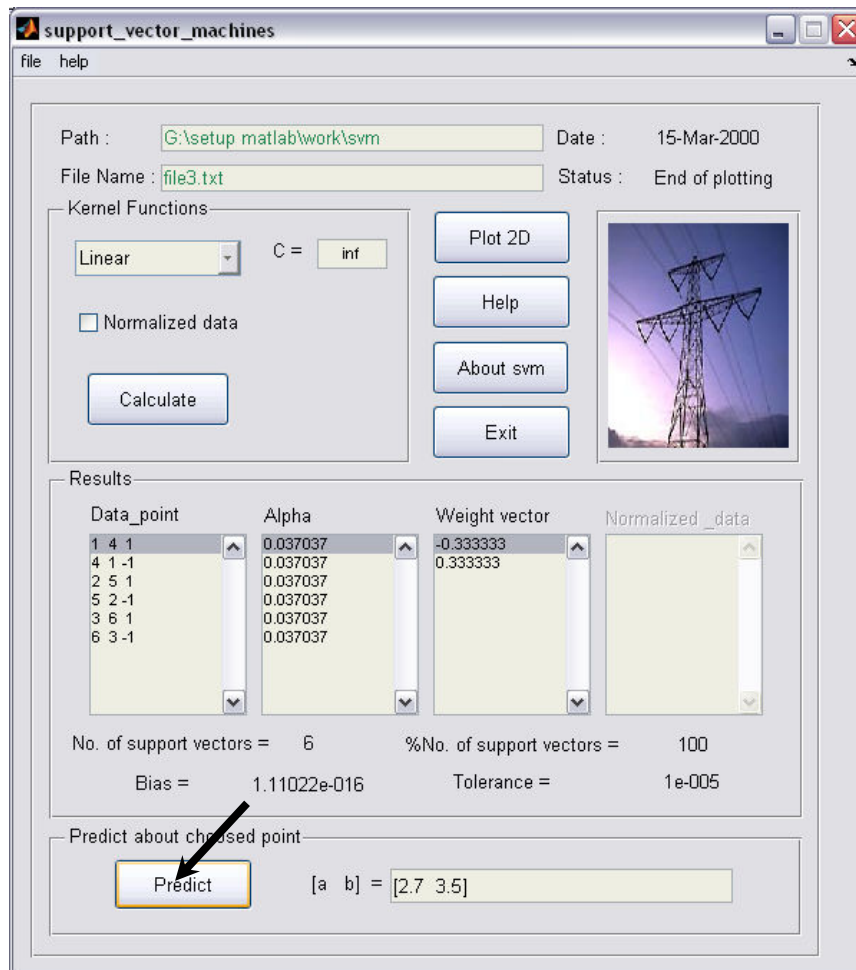 support_vector_machines
file help
Path : G:\setup matlab\work\svm Date : 15-Mar-2000
File Name : file3.txt Status : End of plotting
Kernel Functions
Linear C = inf
Normalized data
Calculate
Plot 2D
Help
About svm
Exit
Results
Data_point Alpha Weight vector Normalized _data
1 4 1 0.037037 -0.333333
4 1 -1 0.037037 0.333333
2 5 1 0.037037
5 2 -1 0.037037
3 6 1 0.037037
6 3 -1 0.037037
No. of support vectors = 6 %No. of support vectors = 100
Bias = 1.11022e-016 Tolerance = 1e-005
Predict about choosed point
Predict [a b] = [2.7 3.5]